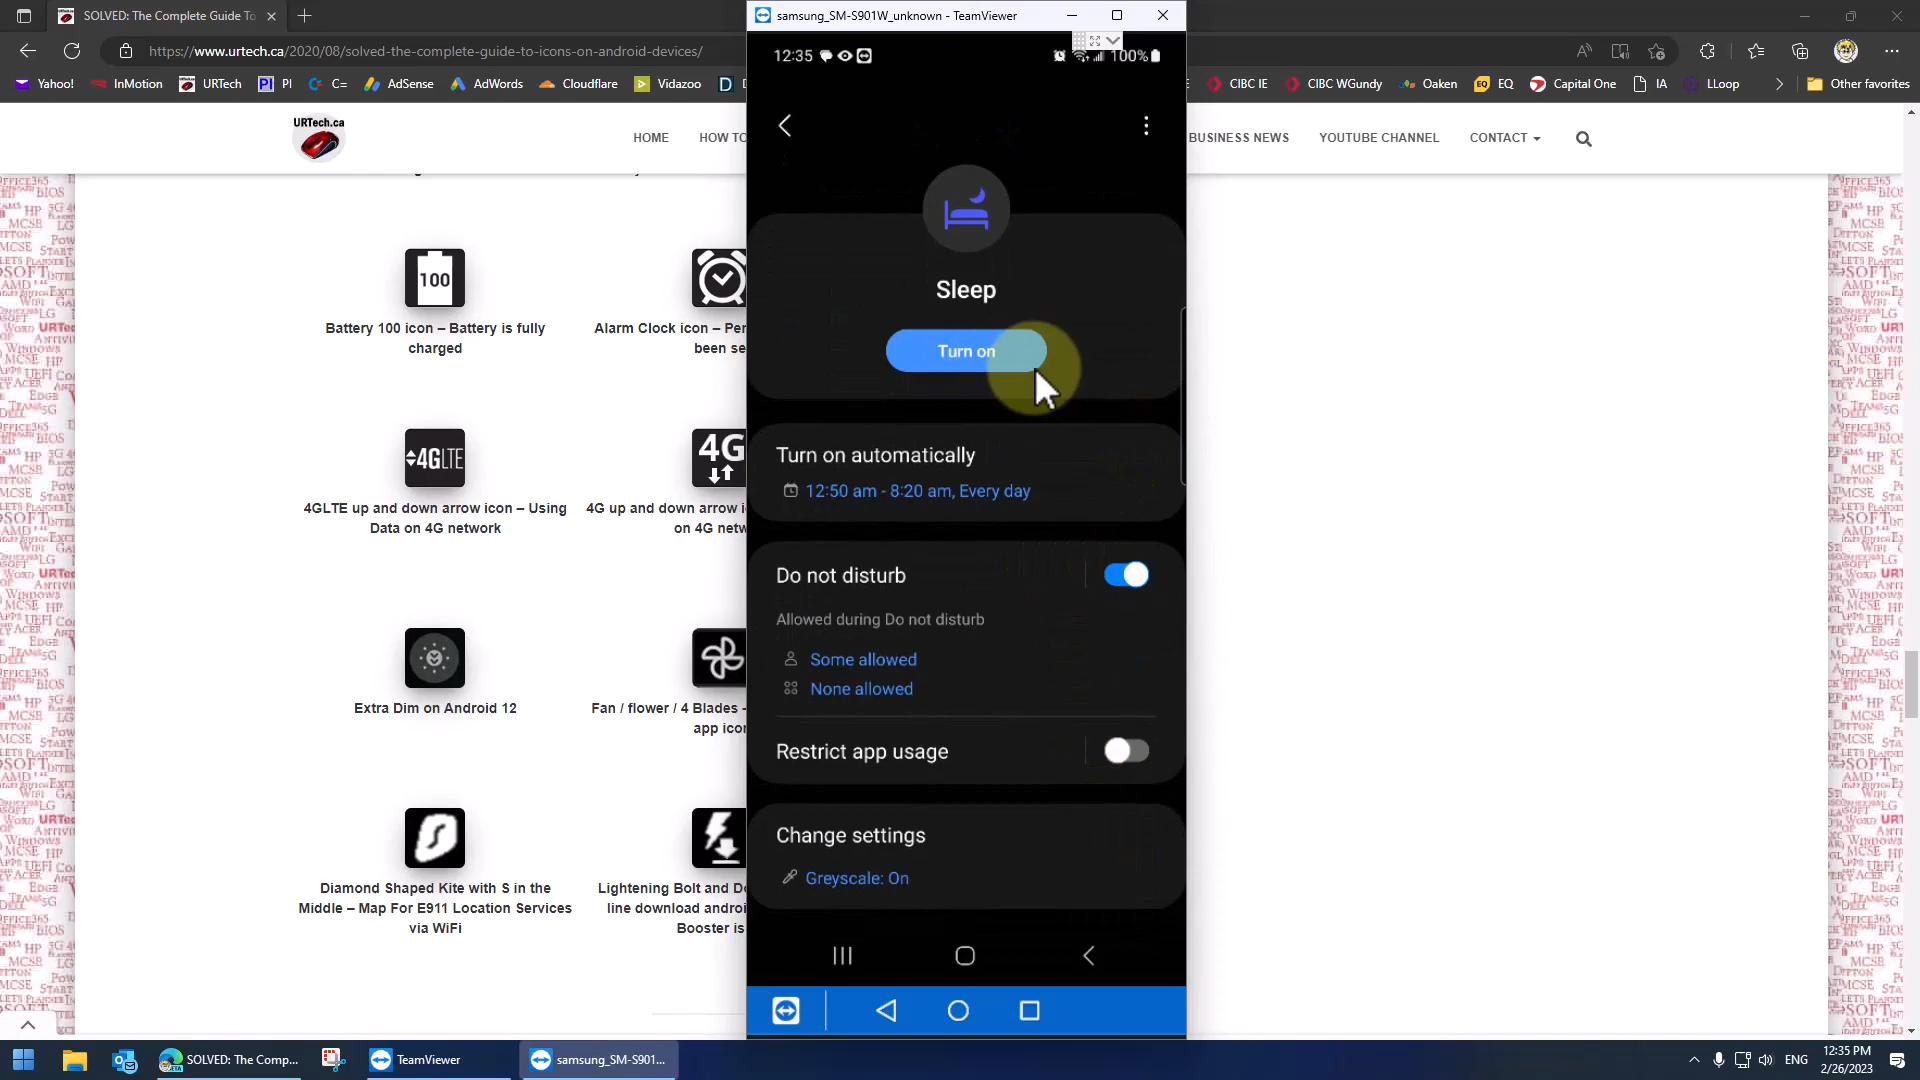 SOLVED: The Complete Guide To
samsung_SM-S901W_unknown - TeamViewer
https://www.urtech.ca/2020/08/solved-the-complete-guide-to-icons-on-android-devices/
Yahoo!
InMotion
URTech
PI
C=
AdSense
AdWords
Cloudflare
Vidazoo
CIBC IE
CIBC WGundy
Oaken
EQ
Capital One
IA
LLoop
Other favorites
URTech.ca
HOME
HOW TO
BUSINESS NEWS
YOUTUBE CHANNEL
CONTACT
12:35
100%
Sleep
Turn on
Turn on automatically
12:50 am - 8:20 am, Every day
Do not disturb
Allowed during Do not disturb
Some allowed
None allowed
Restrict app usage
Change settings
Greyscale: On
100
Battery 100 icon – Battery is fully
charged
Alarm Clock icon – Per
been se
4GLTE
4GLTE up and down arrow icon – Using
Data on 4G network
4G
4G up and down arrow i
on 4G netw
Extra Dim on Android 12
Fan / flower / 4 Blades -
app icon
Diamond Shaped Kite with S in the
Middle – Map For E911 Location Services
via WiFi
Lightening Bolt and D
line download androi
Booster is
SOLVED: The Comp...
TeamViewer
samsung_SM-S901...
ENG
12:35 PM
2/26/2023